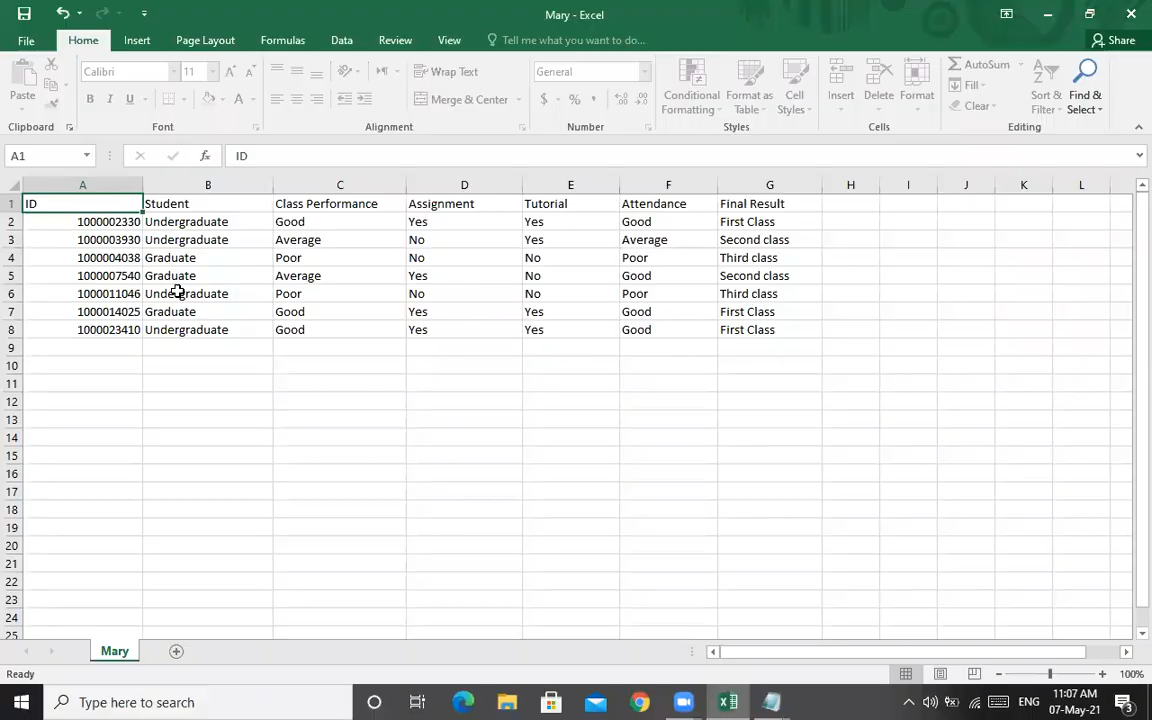 Mary - Excel
File Home Insert Page Layout Formulas Data Review View Tell me what you want to do... Share
Paste Calibri 11 A A Wrap Text General AutoSum
B I U A Merge & Center $ % , Conditional Formatting Format as Table Cell Styles Insert Delete Format Fill Clear Sort & Filter Find & Select
Clipboard Font Alignment Number Styles Cells Editing
A1 fx ID
A B C D E F G H I J K L
1 ID Student Class Performance Assignment Tutorial Attendance Final Result
2 1000002330 Undergraduate Good Yes Yes Good First Class
3 1000003930 Undergraduate Average No Yes Average Second class
4 1000004038 Graduate Poor No No Poor Third class
5 1000007540 Graduate Average Yes No Good Second class
6 1000011046 Undergraduate Poor No No Poor Third class
7 1000014025 Graduate Good Yes Yes Good First Class
8 1000023410 Undergraduate Good Yes Yes Good First Class
9
10
11
12
13
14
15
16
17
18
19
20
21
22
23
24
25
Mary
Ready 100%
Type here to search ENG 11:07 AM
07-May-21 3